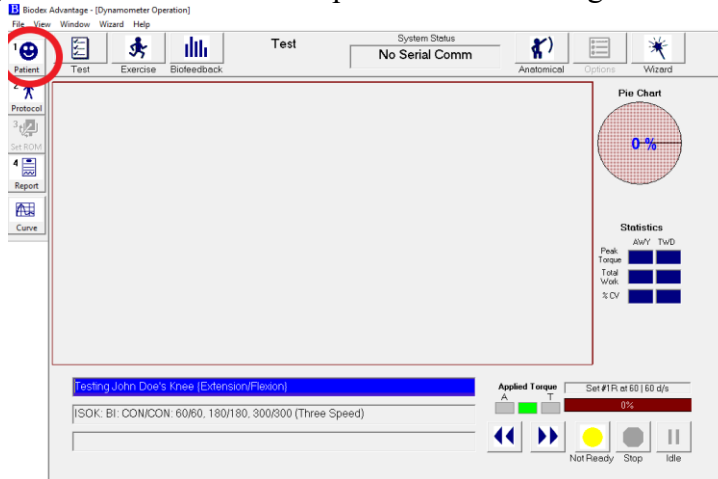 Biodex Advantage - [Dynamometer Operation]
File View Window Wizard Help
1 Patient
Test
Exercise
Biofeedback
Test
System Status
No Serial Comm
Anatomical
Options
Wizard
2 Protocol
3 Set ROM
4 Report
Curve
Pie Chart
0 %
Statistics
AWY TWD
Peak Torque
Total Work
% CV
Testing John Doe's Knee (Extension/Flexion)
ISOK: BI: CON/CON: 60/60, 180/180, 300/300 (Three Speed)
Applied Torque
A T
Set #1R at 60 | 60 d/s
0%
Not Ready
Stop
Idle